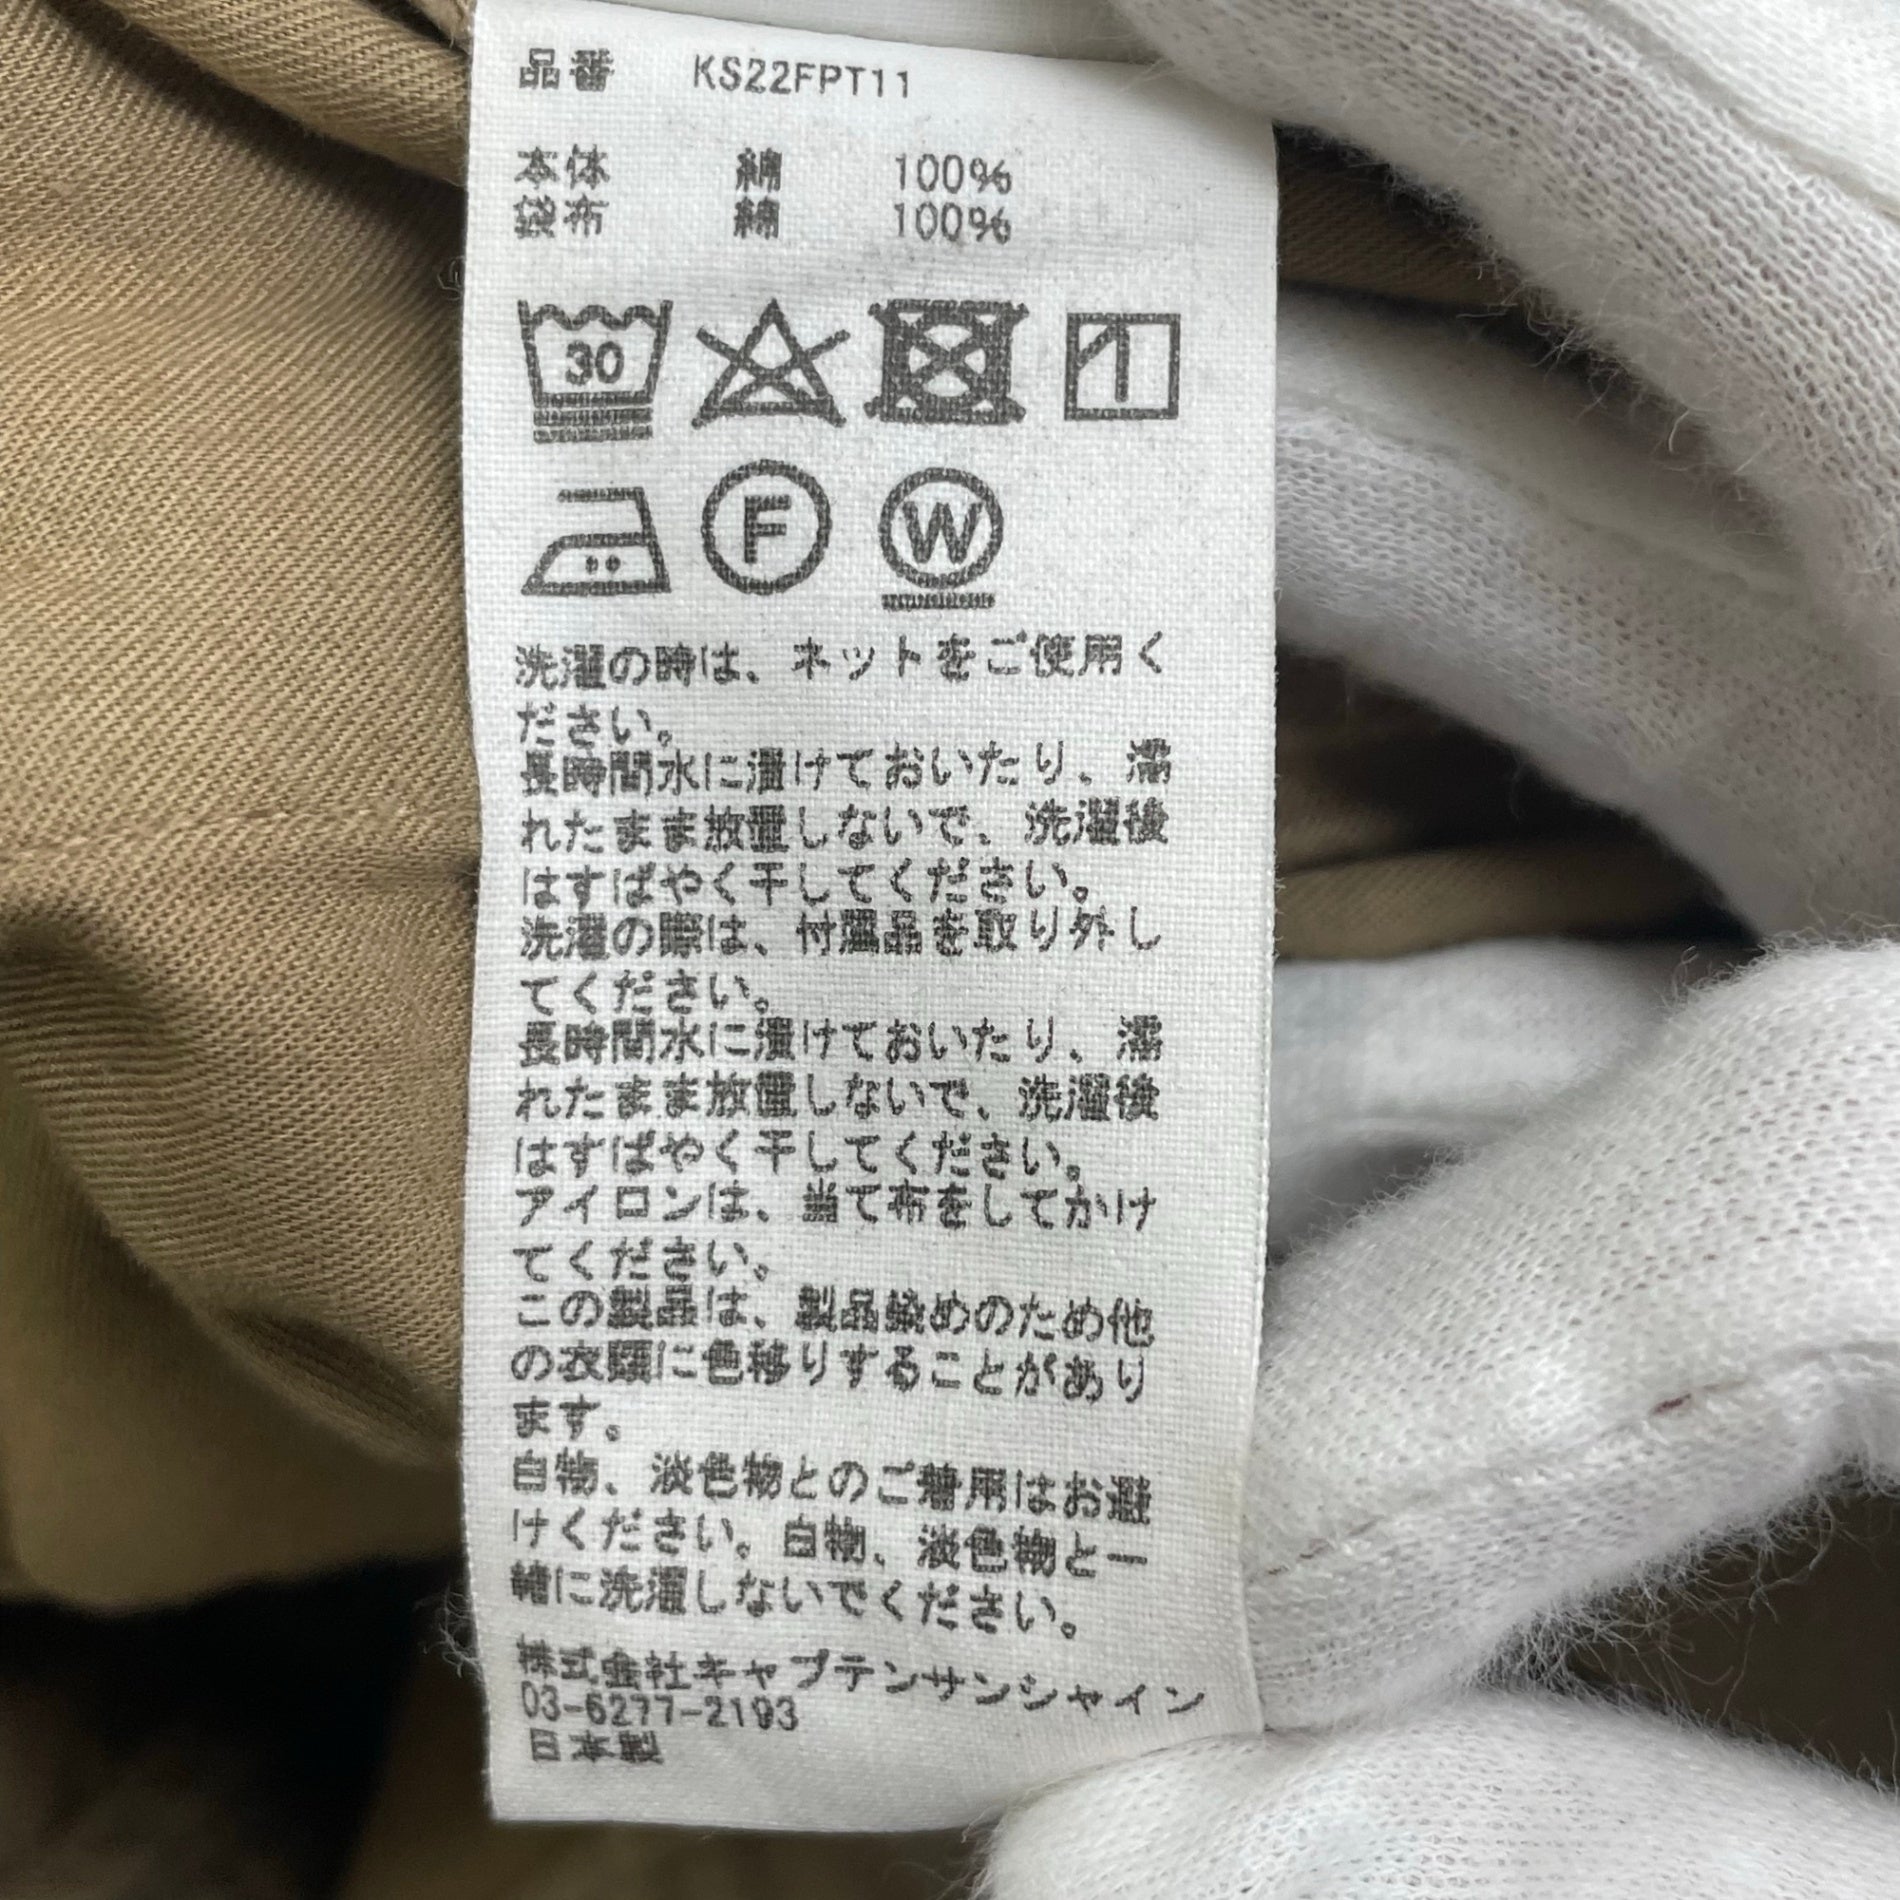 品番 KS22FPT11
本体 綿 100%
袋布 綿 100%
30
F W
洗濯の時は、ネットをご使用く
ださい。
長時間水に漬けておいたり、濡
れたまま放置しないで、洗濯後
はすばやく干してください。
洗濯の際は、付属品を取り外し
てください。
長時間水に漬けておいたり、濡
れたまま放置しないで、洗濯後
はすばやく干してください。
アイロンは、当て布をしてかけ
てください。
この製品は、製品染めのため他
の衣類に色移りすることがあり
ます。
白物、淡色物とのご着用はお避
けください。白物、淡色物と一
緒に洗濯しないでください。
株式会社キャプテンサンシャイン
03-6277-2193
日本製